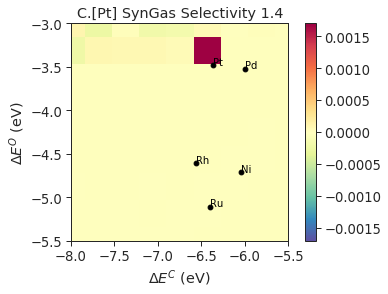 C.[Pt] SynGas Selectivity 1.4
−3.0
−3.5
−4.0
−4.5
−5.0
−5.5
ΔE^O (eV)
Pt
Pd
Rh
Ni
Ru
−8.0 −7.5 −7.0 −6.5 −6.0 −5.5
ΔE^C (eV)
0.0015
0.0010
0.0005
0.0000
−0.0005
−0.0010
−0.0015